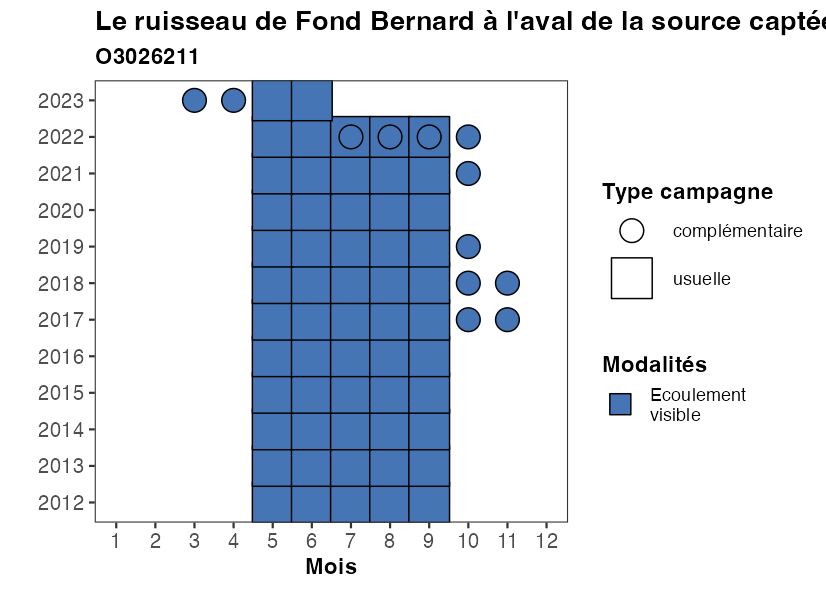 Le ruisseau de Fond Bernard à l'aval de la source captée
O3026211
2023
2022
2021
2020
2019
2018
2017
2016
2015
2014
2013
2012
1 2 3 4 5 6 7 8 9 10 11 12
Mois
Type campagne
complémentaire
usuelle
Modalités
Ecoulement
visible